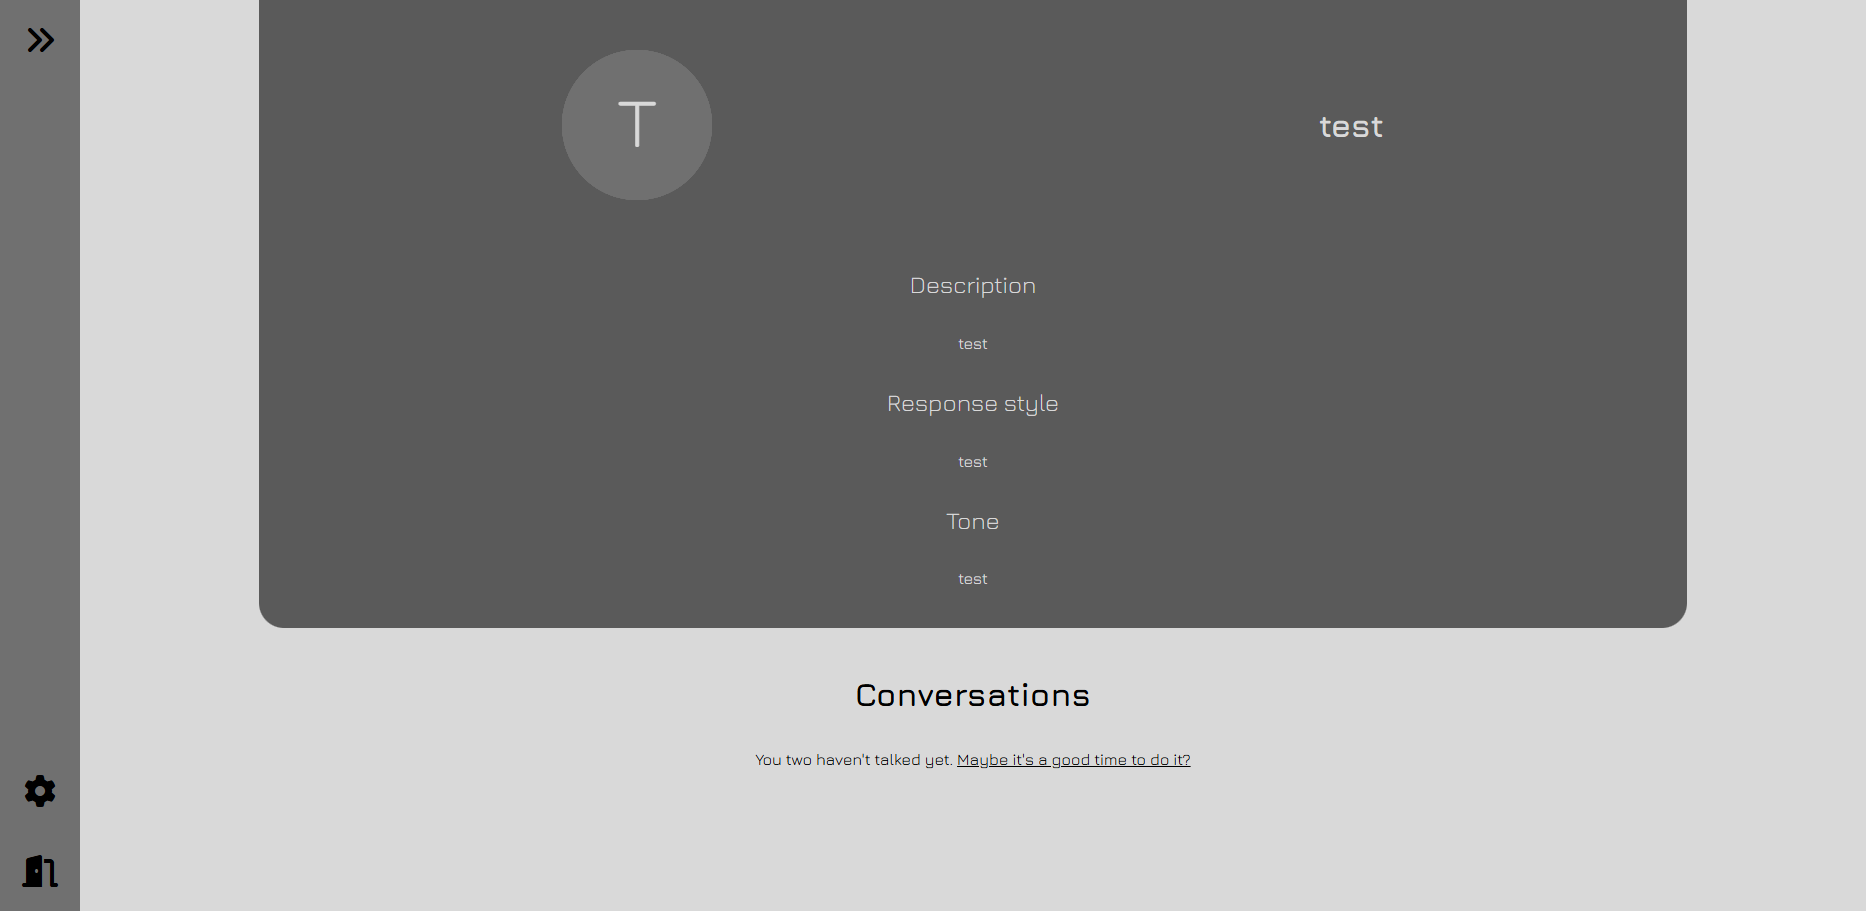 T
test
Description
test
Response style
test
Tone
test
Conversations
You two haven't talked yet. Maybe it's a good time to do it?